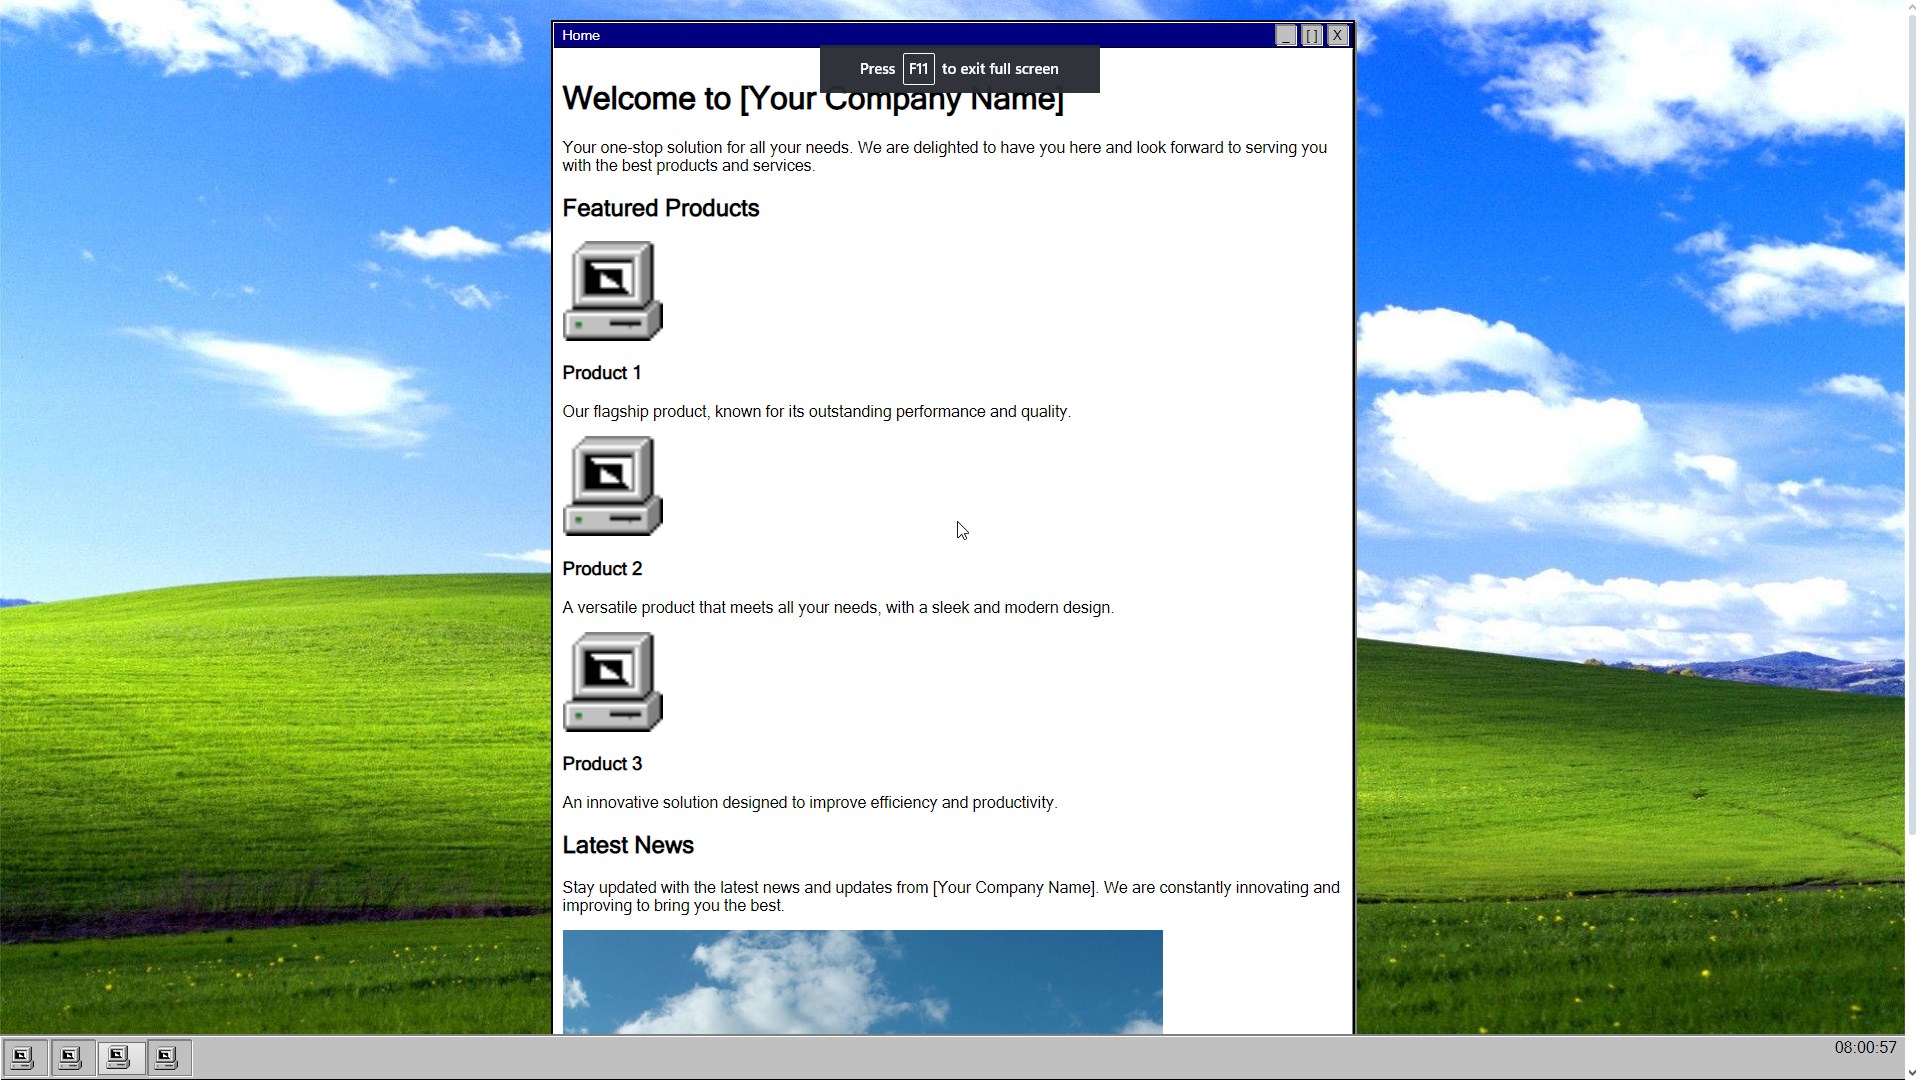 Home
_ [ ] X
Press F11 to exit full screen
Welcome to [Your Company Name]
Your one-stop solution for all your needs. We are delighted to have you here and look forward to serving you
with the best products and services.
Featured Products
Product 1
Our flagship product, known for its outstanding performance and quality.
Product 2
A versatile product that meets all your needs, with a sleek and modern design.
Product 3
An innovative solution designed to improve efficiency and productivity.
Latest News
Stay updated with the latest news and updates from [Your Company Name]. We are constantly innovating and
improving to bring you the best.
08:00:57